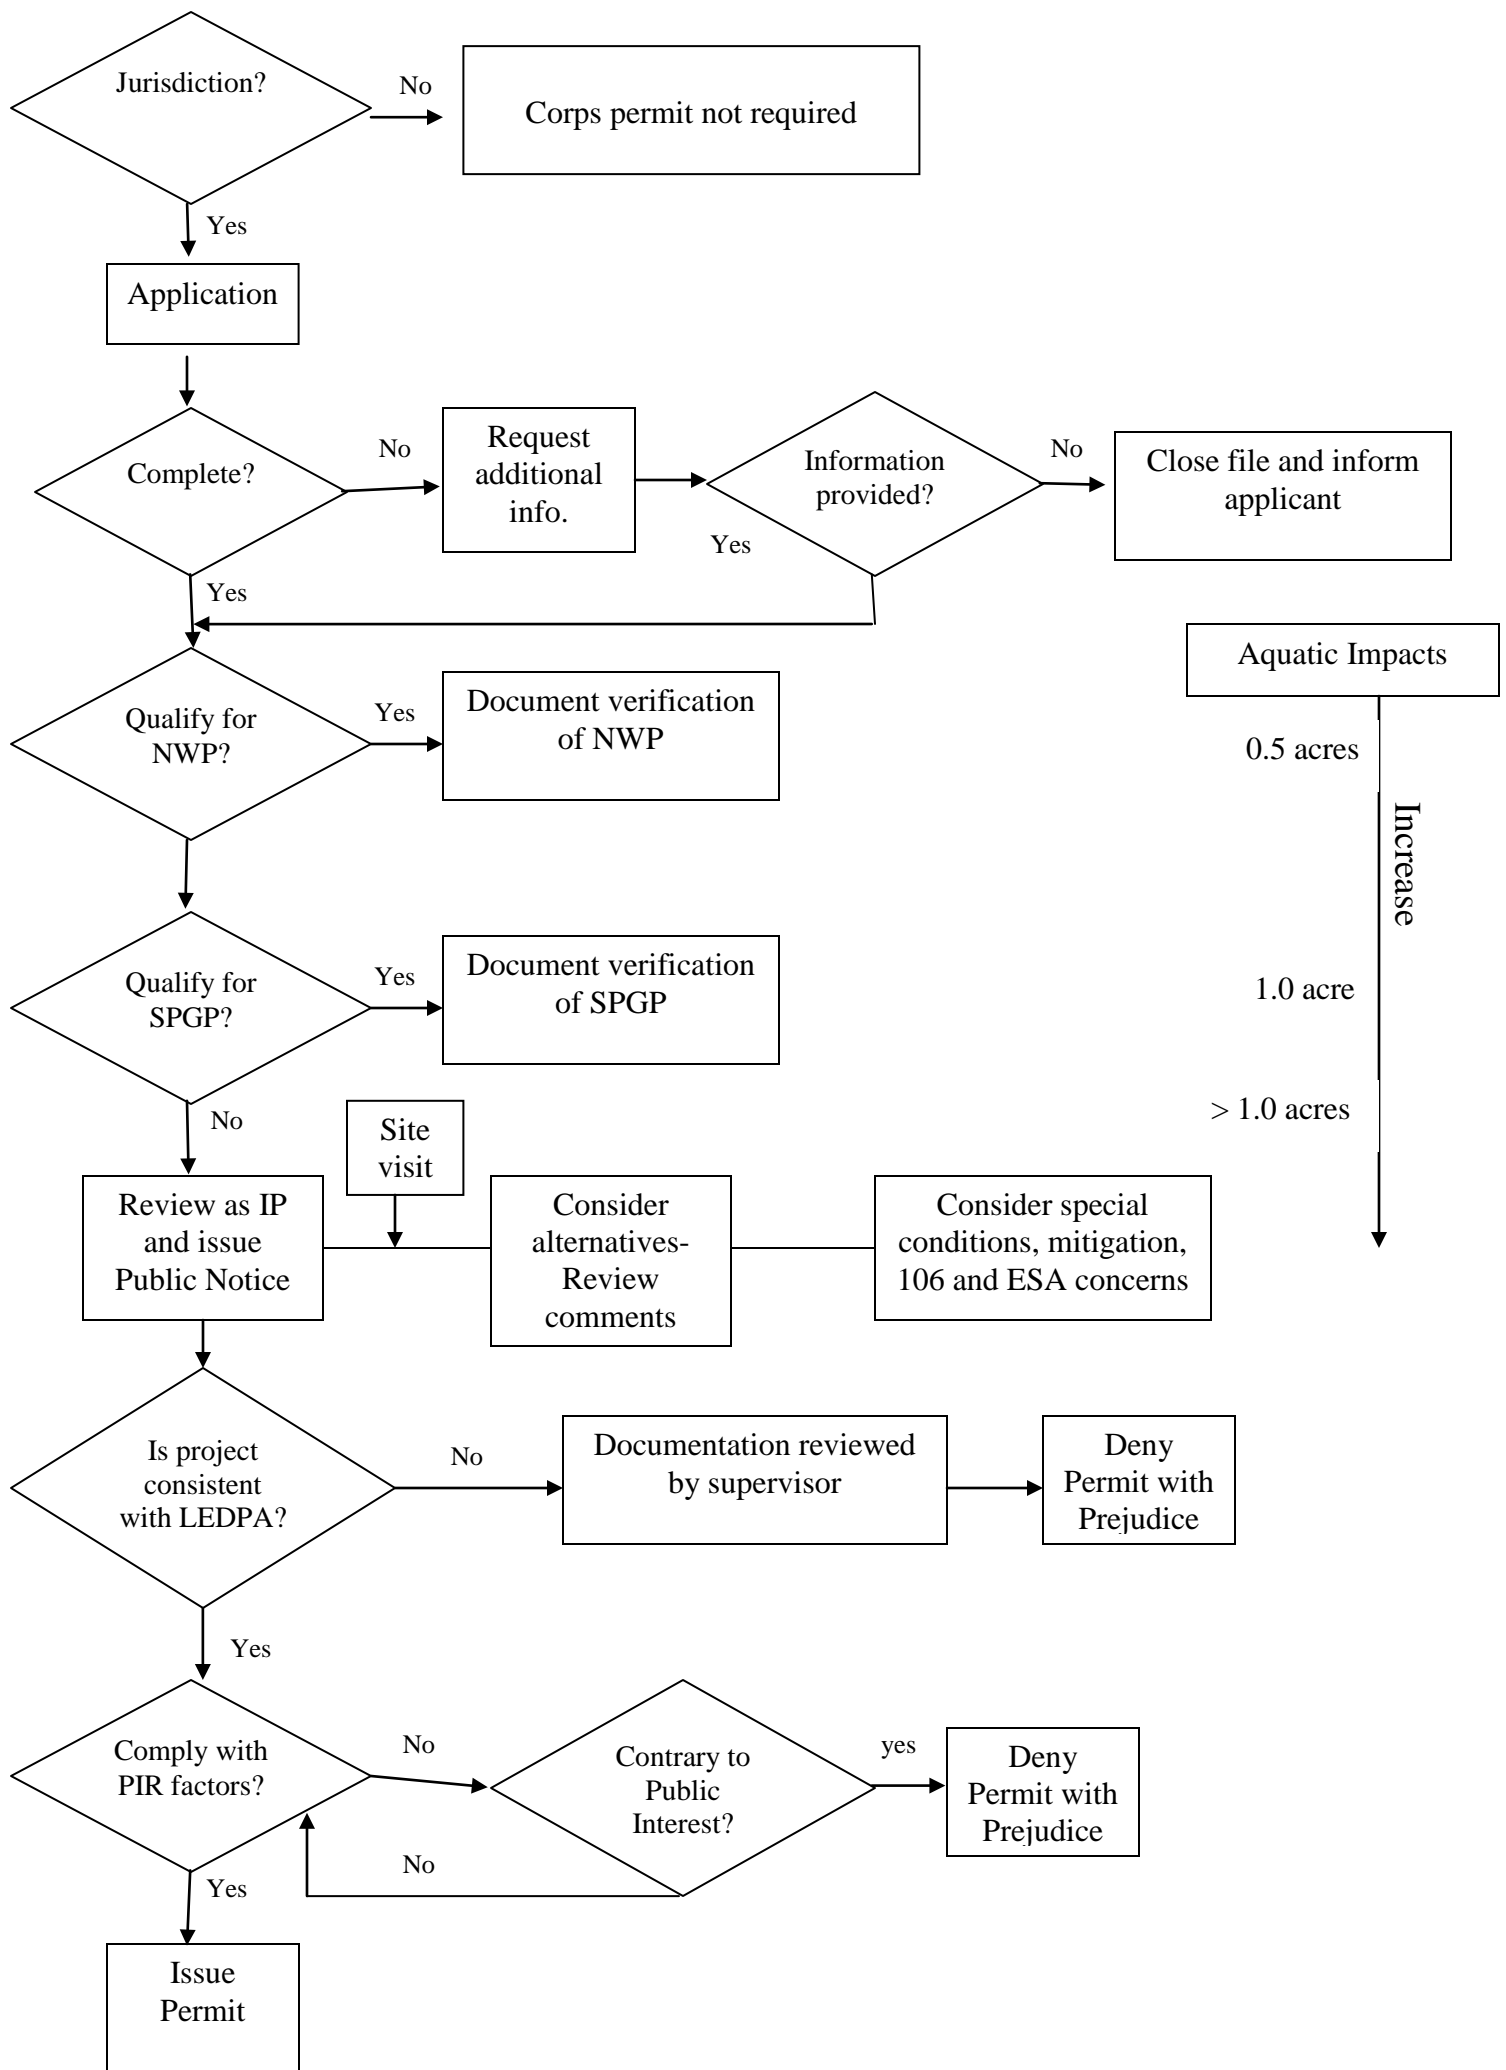 Jurisdiction?
No
Corps permit not required
Yes
Application
Complete?
No
Request
additional
info.
Information
provided?
No
Close file and inform
applicant
Yes
Yes
Aquatic Impacts
Qualify for
NWP?
Yes
Document verification
of NWP
0.5 acres
Increase
Qualify for
SPGP?
Yes
Document verification
of SPGP
1.0 acre
> 1.0 acres
No
Site
visit
Review as IP
and issue
Public Notice
Consider
alternatives-
Review
comments
Consider special
conditions, mitigation,
106 and ESA concerns
Is project
consistent
with LEDPA?
No
Documentation reviewed
by supervisor
Deny
Permit with
Prejudice
Yes
Comply with
PIR factors?
No
Contrary to
Public
Interest?
yes
Deny
Permit with
Prejudice
No
Yes
Issue
Permit